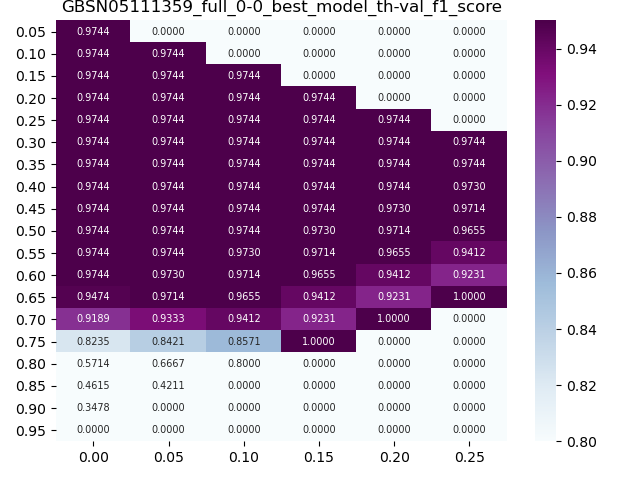 GBSN05111359_full_0-0_best_model_th-val_f1_score
0.05 0.9744 0.0000 0.0000 0.0000 0.0000 0.0000
0.10 0.9744 0.9744 0.0000 0.0000 0.0000 0.0000
0.15 0.9744 0.9744 0.9744 0.0000 0.0000 0.0000
0.20 0.9744 0.9744 0.9744 0.9744 0.0000 0.0000
0.25 0.9744 0.9744 0.9744 0.9744 0.9744 0.0000
0.30 0.9744 0.9744 0.9744 0.9744 0.9744 0.9744
0.35 0.9744 0.9744 0.9744 0.9744 0.9744 0.9744
0.40 0.9744 0.9744 0.9744 0.9744 0.9744 0.9730
0.45 0.9744 0.9744 0.9744 0.9744 0.9730 0.9714
0.50 0.9744 0.9744 0.9744 0.9730 0.9714 0.9655
0.55 0.9744 0.9744 0.9730 0.9714 0.9655 0.9412
0.60 0.9744 0.9730 0.9714 0.9655 0.9412 0.9231
0.65 0.9474 0.9714 0.9655 0.9412 0.9231 1.0000
0.70 0.9189 0.9333 0.9412 0.9231 1.0000 0.0000
0.75 0.8235 0.8421 0.8571 1.0000 0.0000 0.0000
0.80 0.5714 0.6667 0.8000 0.0000 0.0000 0.0000
0.85 0.4615 0.4211 0.0000 0.0000 0.0000 0.0000
0.90 0.3478 0.0000 0.0000 0.0000 0.0000 0.0000
0.95 0.0000 0.0000 0.0000 0.0000 0.0000 0.0000
0.00 0.05 0.10 0.15 0.20 0.25
0.94
0.92
0.90
0.88
0.86
0.84
0.82
0.80